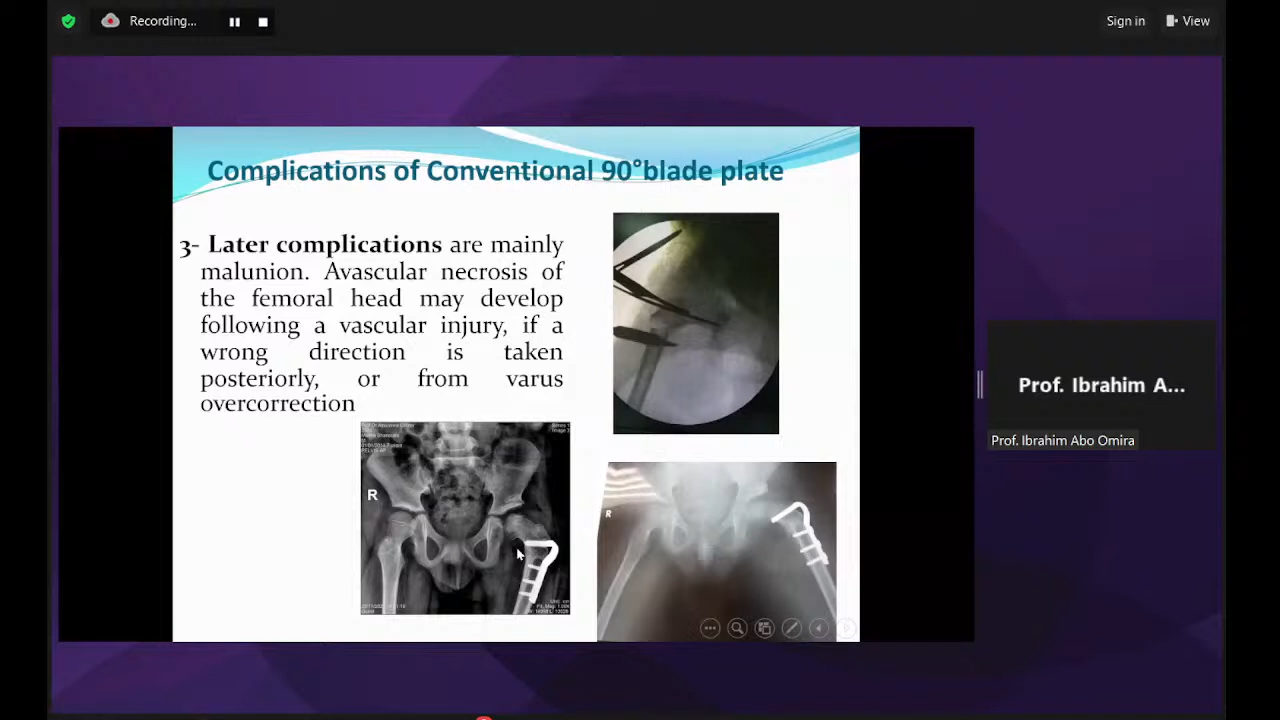 Recording...
Sign in
View
Complications of Conventional 90°blade plate
3- Later complications are mainly
malunion. Avascular necrosis of
the femoral head may develop
following a vascular injury, if a
wrong direction is taken
posteriorly, or from varus
overcorrection
R
R
Prof. Ibrahim A...
Prof. Ibrahim Abo Omira